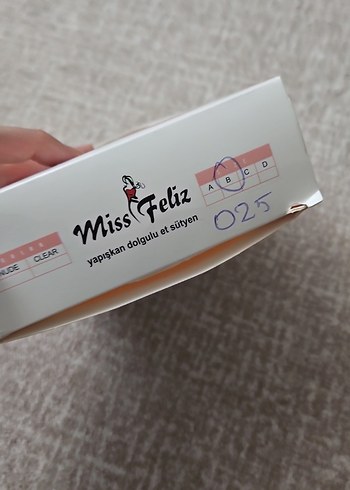 Miss Feliz
yapışkan dolgulu et sütyen
A B C D
025
NUDE CLEAR